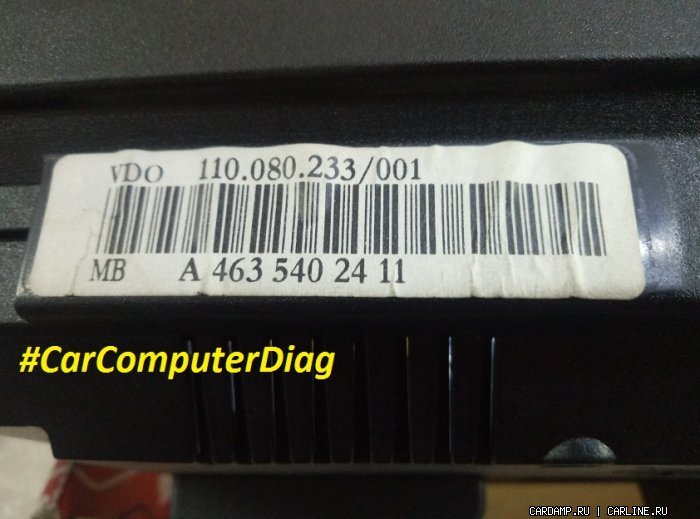 VDO 110.080.233/001
MB A 463 540 24 11
#CarComputerDiag
CARDAMP.RU | CARLINE.RU